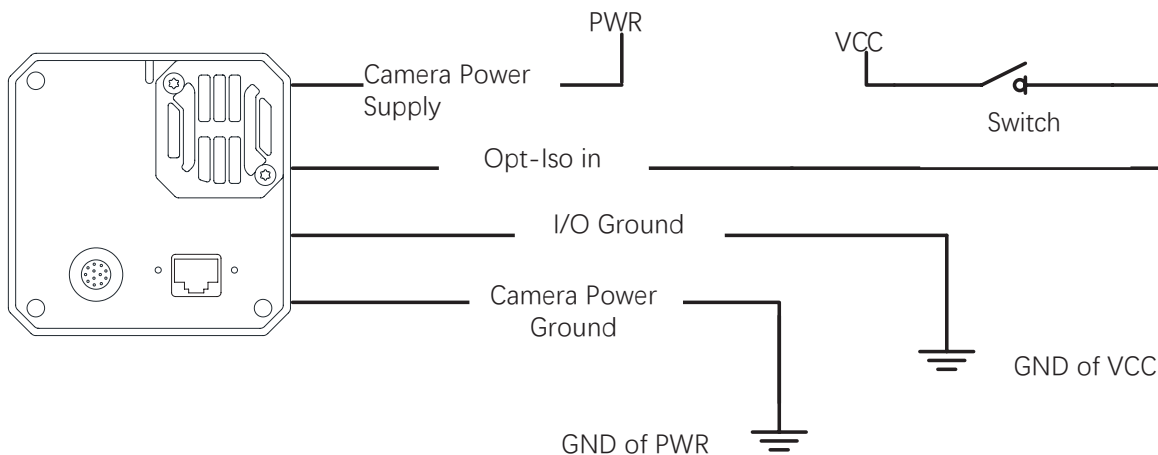 PWR
VCC
Camera Power
Supply
Switch
Opt-Iso in
I/O Ground
Camera Power
Ground
GND of VCC
GND of PWR